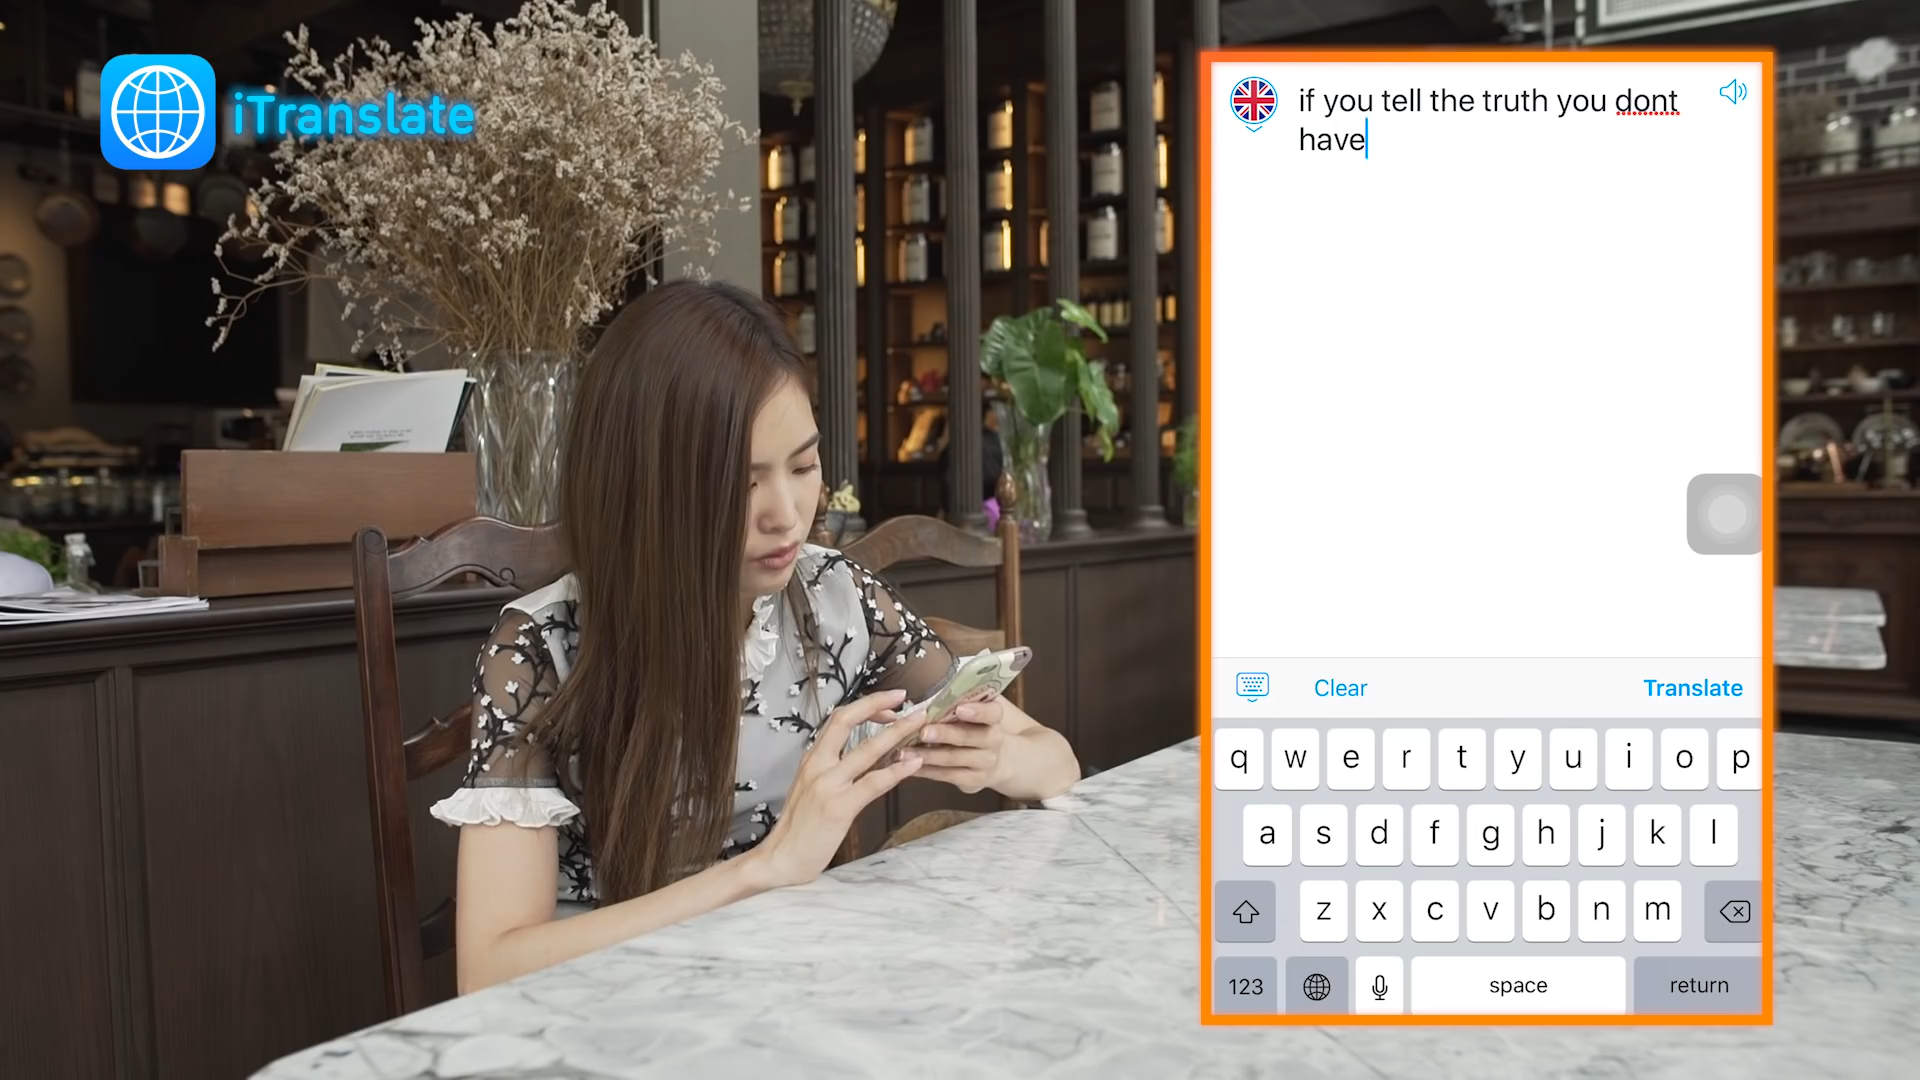 iTranslate
if you tell the truth you dont
have
Clear
Translate
q w e r t y u i o p
a s d f g h j k l
z x c v b n m
123
space
return